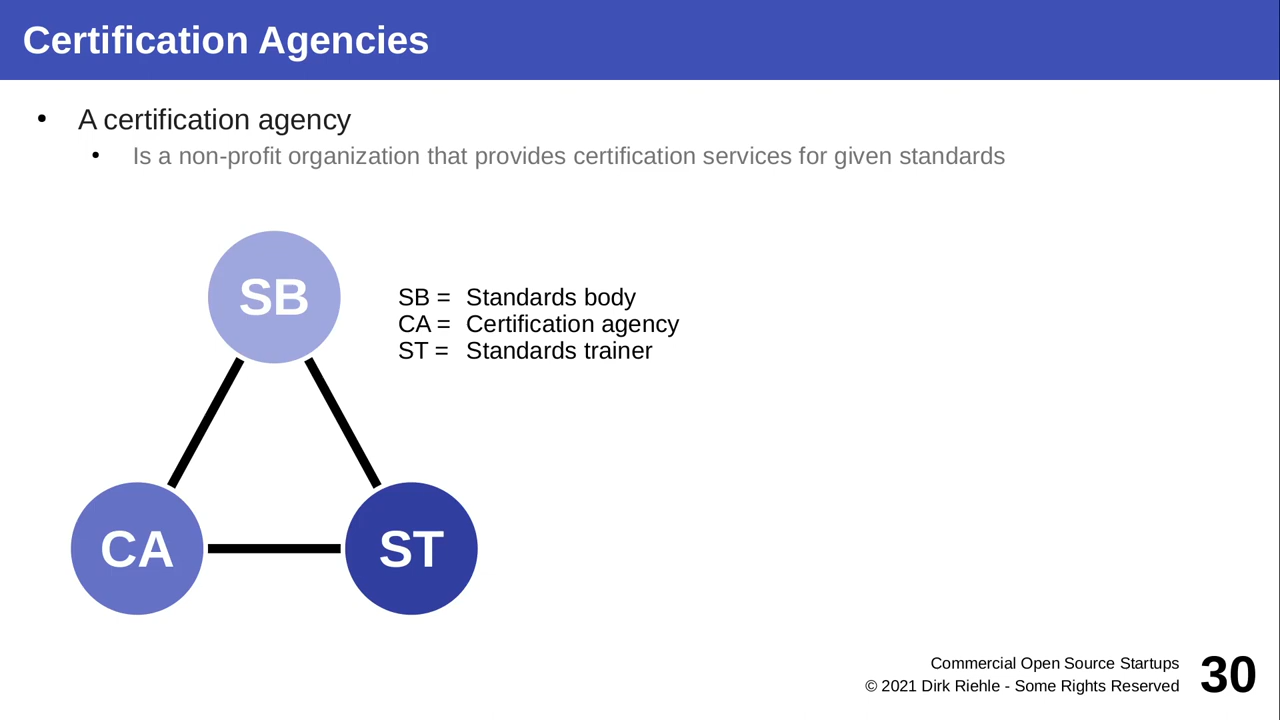 Certification Agencies
• A certification agency
• Is a non-profit organization that provides certification services for given standards
SB
SB = Standards body
CA = Certification agency
ST = Standards trainer
CA
ST
Commercial Open Source Startups
© 2021 Dirk Riehle - Some Rights Reserved
30